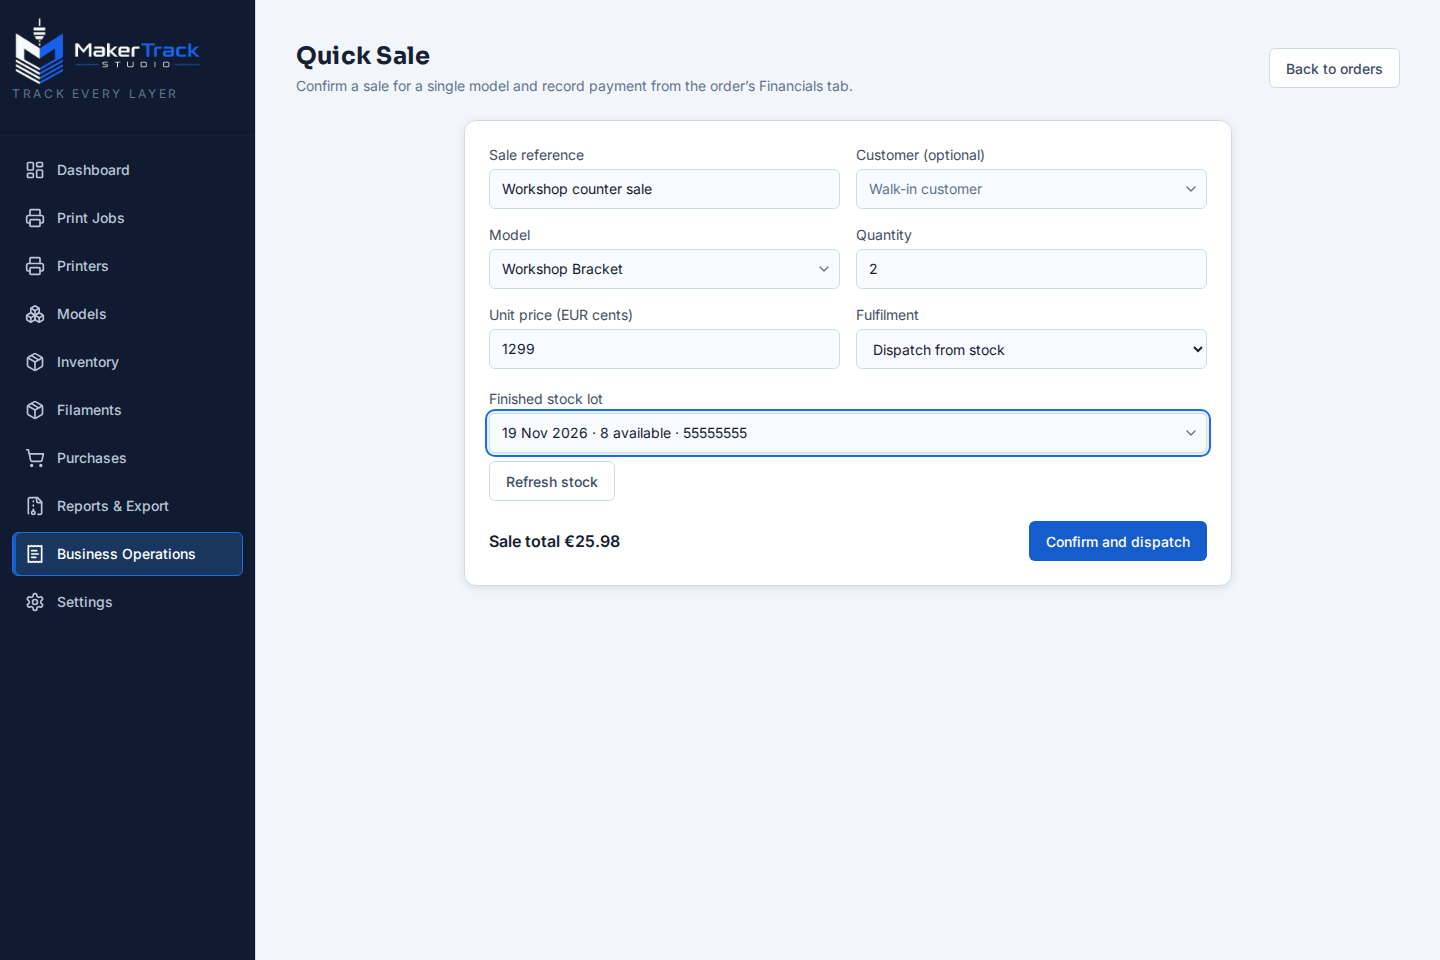 MakerTrack
STUDIO
TRACK EVERY LAYER
Dashboard
Print Jobs
Printers
Models
Inventory
Filaments
Purchases
Reports & Export
Business Operations
Settings
Quick Sale
Confirm a sale for a single model and record payment from the order's Financials tab.
Back to orders
Sale reference
Workshop counter sale
Customer (optional)
Walk-in customer
Model
Workshop Bracket
Quantity
2
Unit price (EUR cents)
1299
Fulfilment
Dispatch from stock
Finished stock lot
19 Nov 2026 · 8 available · 55555555
Refresh stock
Sale total €25.98
Confirm and dispatch